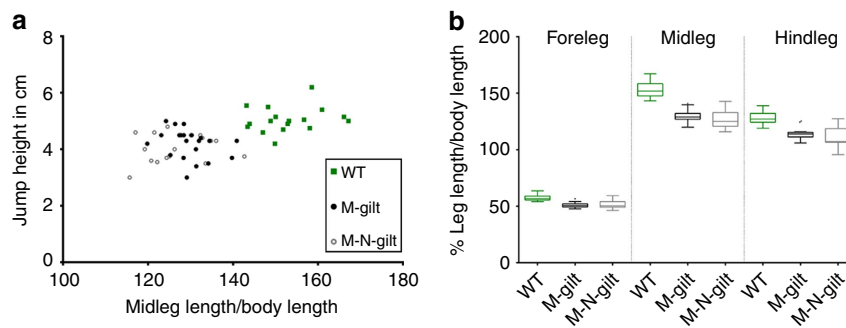 a
8
6
4
2
0
Jump height in cm
100 120 140 160 180
Midleg length/body length
WT
M-gilt
M-N-gilt
b
Foreleg Midleg Hindleg
200
150
100
50
0
% Leg length/body length
WT M-gilt M-N-gilt WT M-gilt M-N-gilt WT M-gilt M-N-gilt